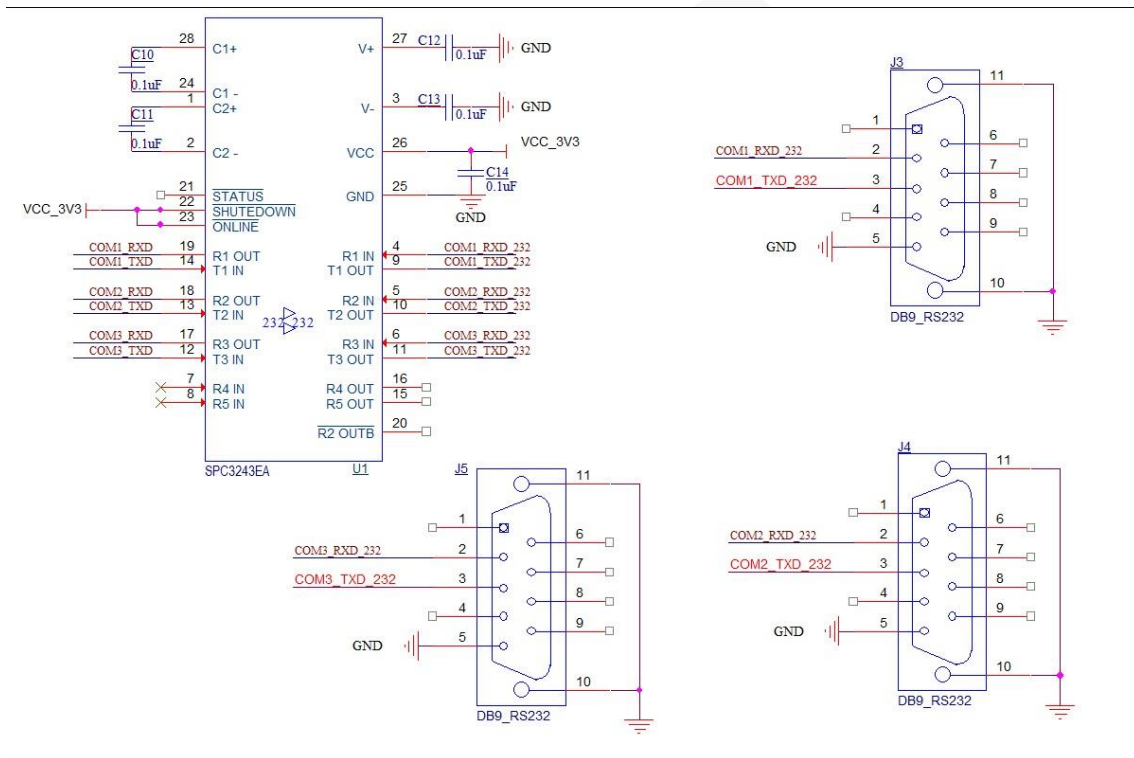 28 C1+ V+ 27 C12 0.1uF GND
C10 0.1uF
24 C1 -
1 C2+ V- 3 C13 0.1uF GND
C11 0.1uF
2 C2 - VCC 26 VCC_3V3
C14 0.1uF
21 STATUS GND 25 GND
VCC_3V3 22 SHUTEDOWN
23 ONLINE
COM1_RXD 19 R1 OUT R1 IN 4 COM1_RXD_232
COM1_TXD 14 T1 IN T1 OUT 9 COM1_TXD_232
COM2_RXD 18 R2 OUT R2 IN 5 COM2_RXD_232
COM2_TXD 13 T2 IN T2 OUT 10 COM2_TXD_232
232_232
COM3_RXD 17 R3 OUT R3 IN 6 COM3_RXD_232
COM3_TXD 12 T3 IN T3 OUT 11 COM3_TXD_232
7 R4 IN R4 OUT 16
8 R5 IN R5 OUT 15
R2 OUTB 20
SPC3243EA U1
J3
11
1
6
COM1_RXD_232 2
7
COM1_TXD_232 3
8
4
9
GND 5
10
DB9_RS232
J5
11
1
6
COM3_RXD_232 2
7
COM3_TXD_232 3
8
4
9
GND 5
10
DB9_RS232
J4
11
1
6
COM2_RXD_232 2
7
COM2_TXD_232 3
8
4
9
GND 5
10
DB9_RS232